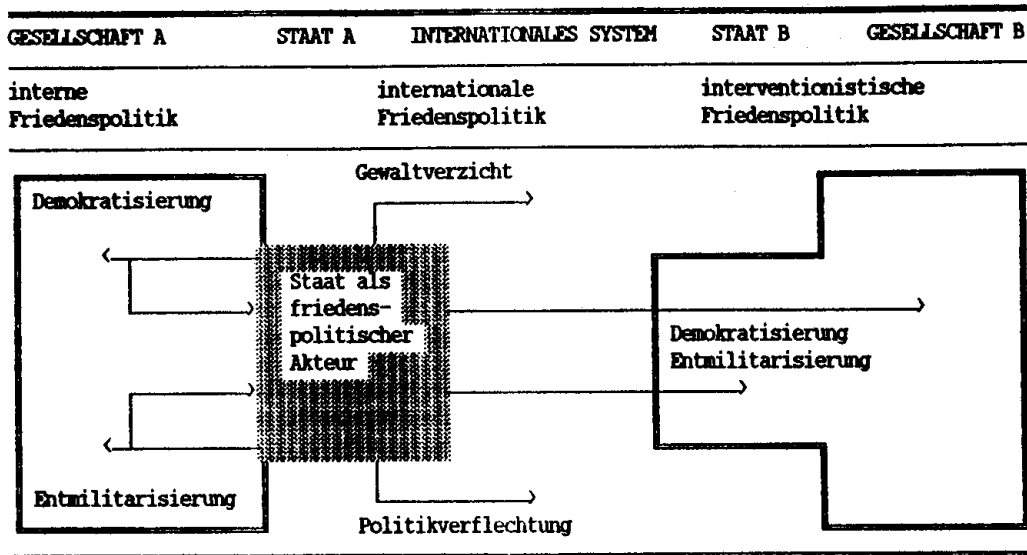 GESELLSCHAFT A STAAT A INTERNATIONALES SYSTEM STAAT B GESELLSCHAFT B
interne internationale interventionistische
Friedenspolitik Friedenspolitik Friedenspolitik
Gewaltverzicht
Demokratisierung
Staat als
friedens-
politischer
Akteur
Demokratisierung
Entmilitarisierung
Entmilitarisierung
Politikverflechtung